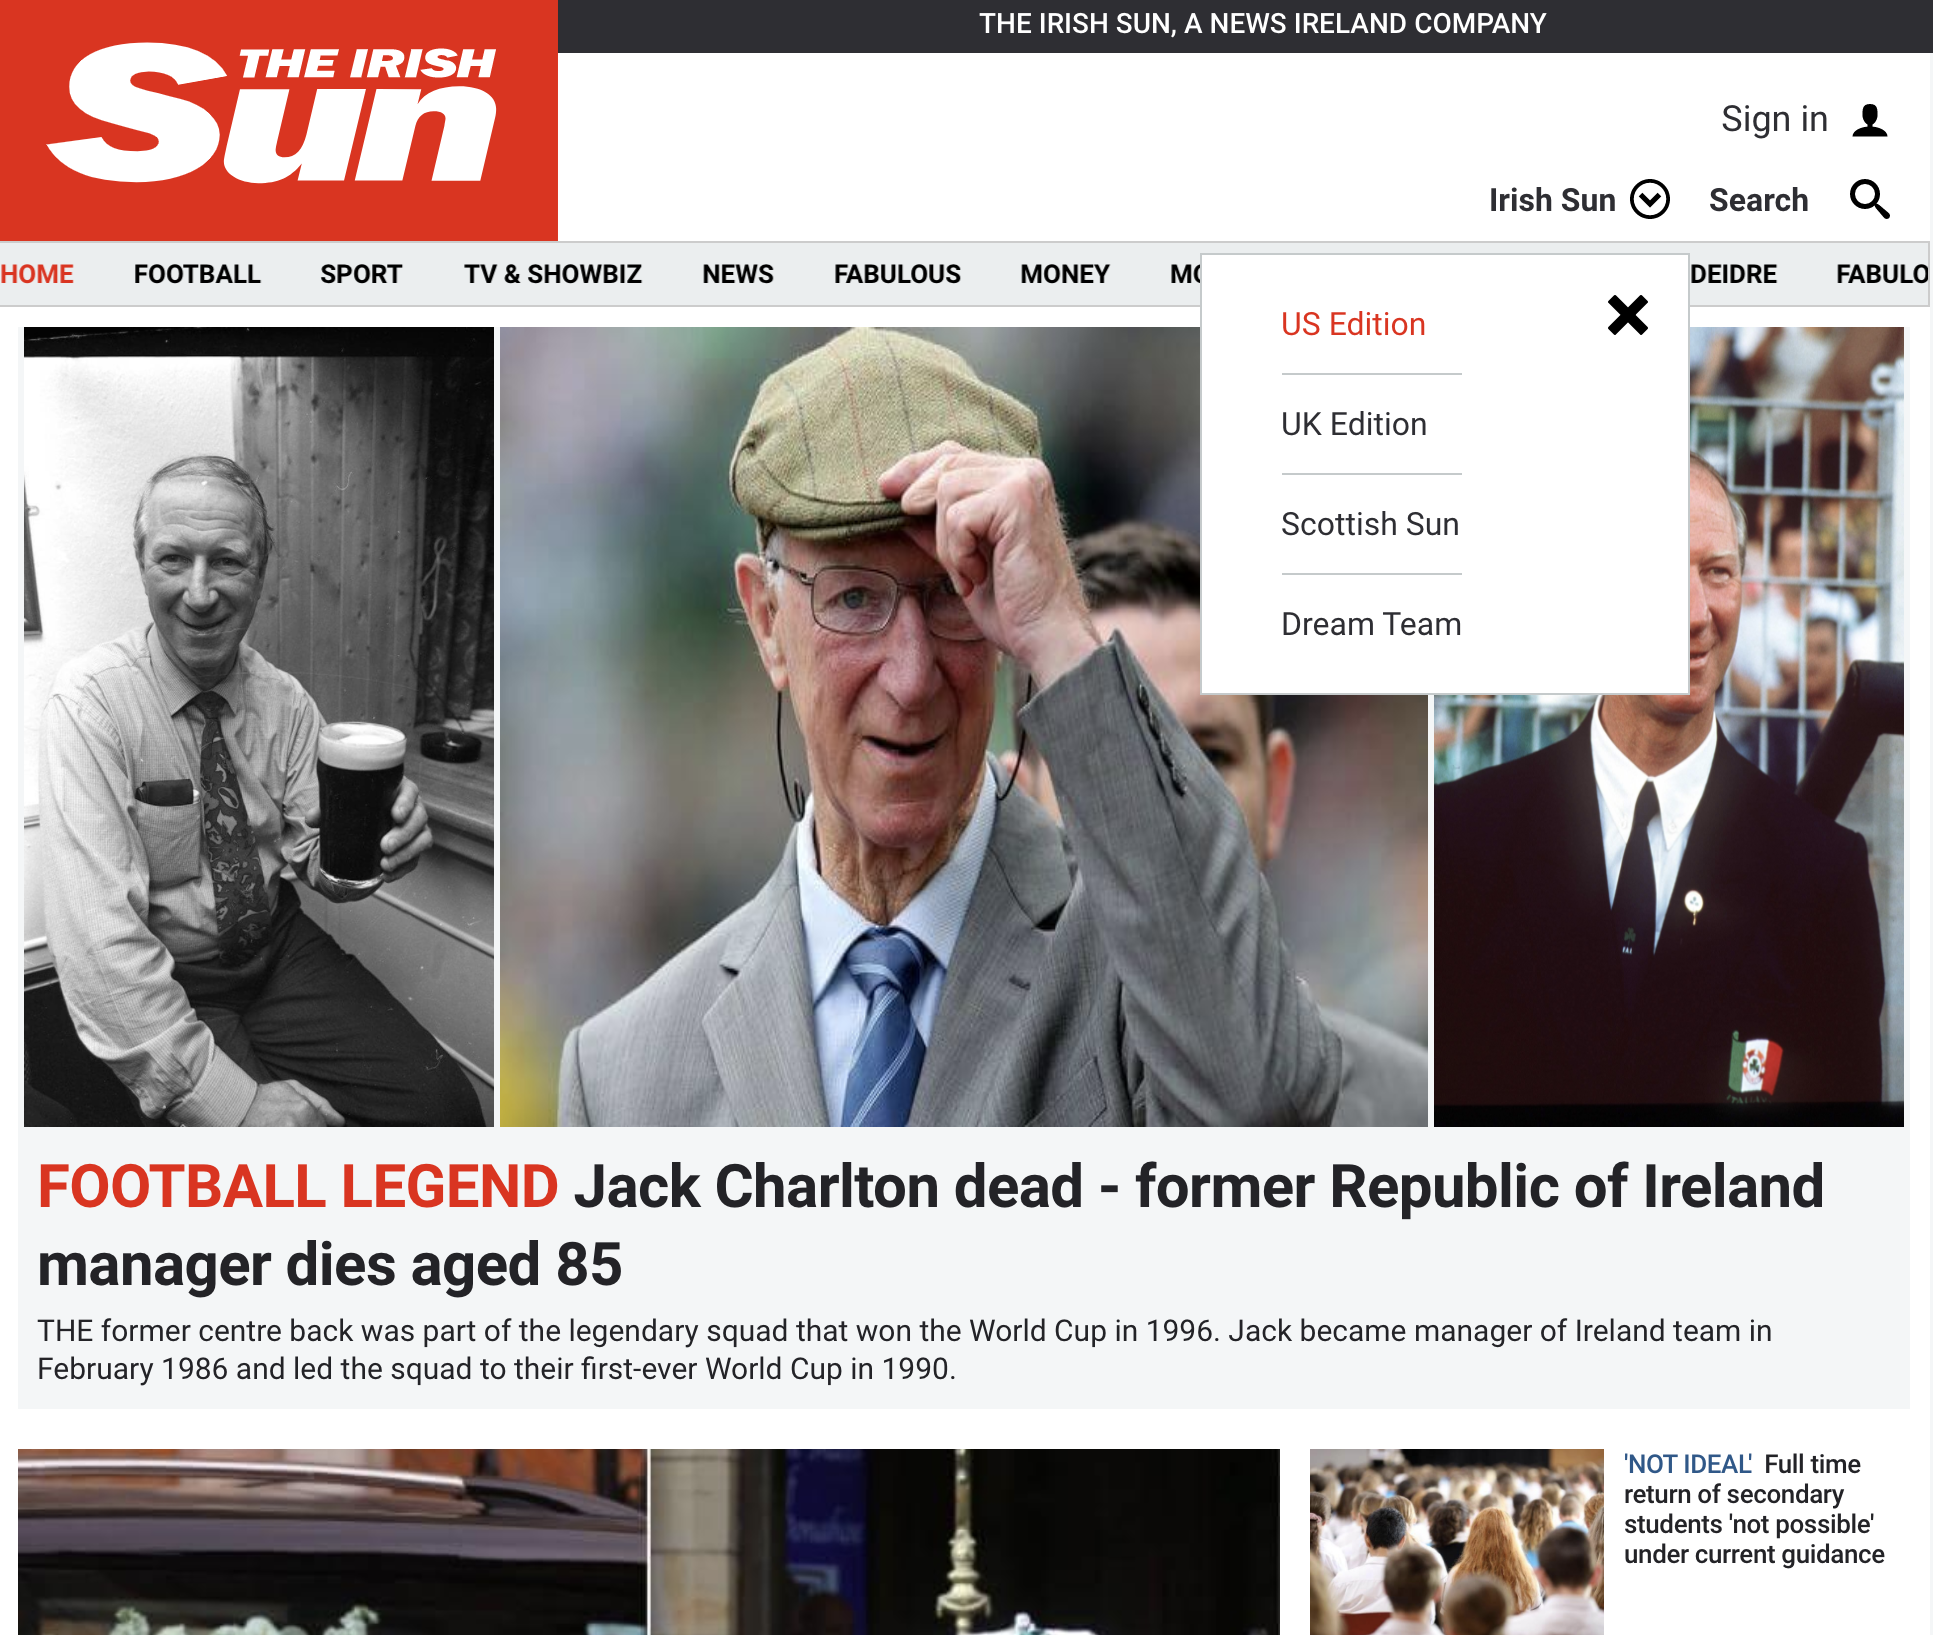 THE IRISH SUN, A NEWS IRELAND COMPANY
THE IRISH
Sun
Sign in
Irish Sun
Search
HOME FOOTBALL SPORT TV & SHOWBIZ NEWS FABULOUS MONEY DEIDRE
US Edition
UK Edition
Scottish Sun
Dream Team
FOOTBALL LEGEND Jack Charlton dead - former Republic of Ireland
manager dies aged 85
THE former centre back was part of the legendary squad that won the World Cup in 1996. Jack became manager of Ireland team in
February 1986 and led the squad to their first-ever World Cup in 1990.
'NOT IDEAL' Full time
return of secondary
students 'not possible'
under current guidance